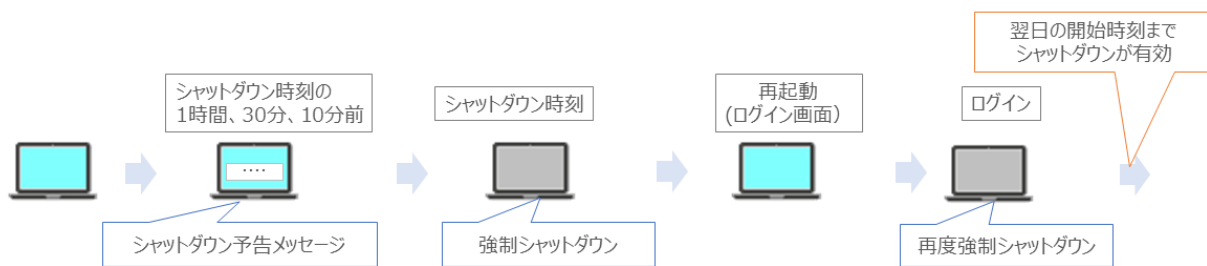 翌日の開始時刻まで
シャットダウンが有効
シャットダウン時刻の
1時間、30分、10分前
シャットダウン時刻
再起動
(ログイン画面）
ログイン
....
シャットダウン予告メッセージ
強制シャットダウン
再度強制シャットダウン